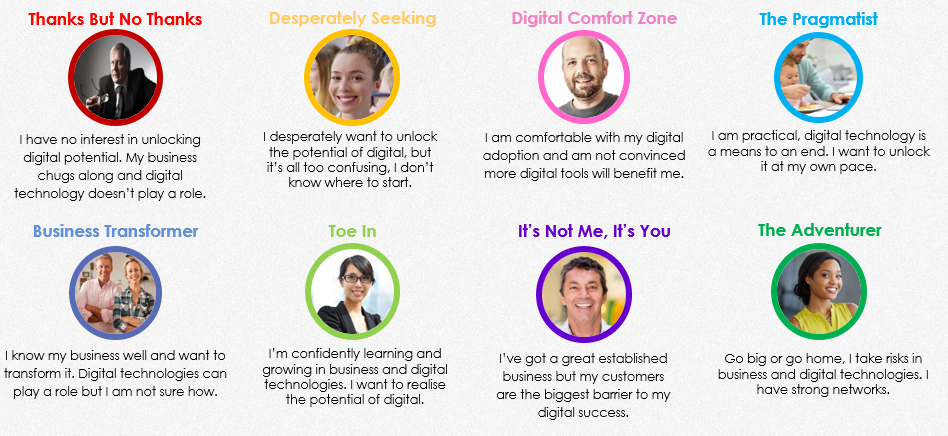 Thanks But No Thanks
I have no interest in unlocking
digital potential. My business
chugs along and digital
technology doesn't play a role.
Desperately Seeking
I desperately want to unlock
the potential of digital, but
it's all too confusing, I don't
know where to start.
Digital Comfort Zone
I am comfortable with my digital
adoption and am not convinced
more digital tools will benefit me.
The Pragmatist
I am practical, digital technology is
a means to an end. I want to unlock
it at my own pace.
Business Transformer
I know my business well and want to
transform it. Digital technologies can
play a role but I am not sure how.
Toe In
I'm confidently learning and
growing in business and digital
technologies. I want to realise
the potential of digital.
It's Not Me, It's You
I've got a great established
business but my customers
are the biggest barrier to my
digital success.
The Adventurer
Go big or go home, I take risks in
business and digital technologies. I
have strong networks.